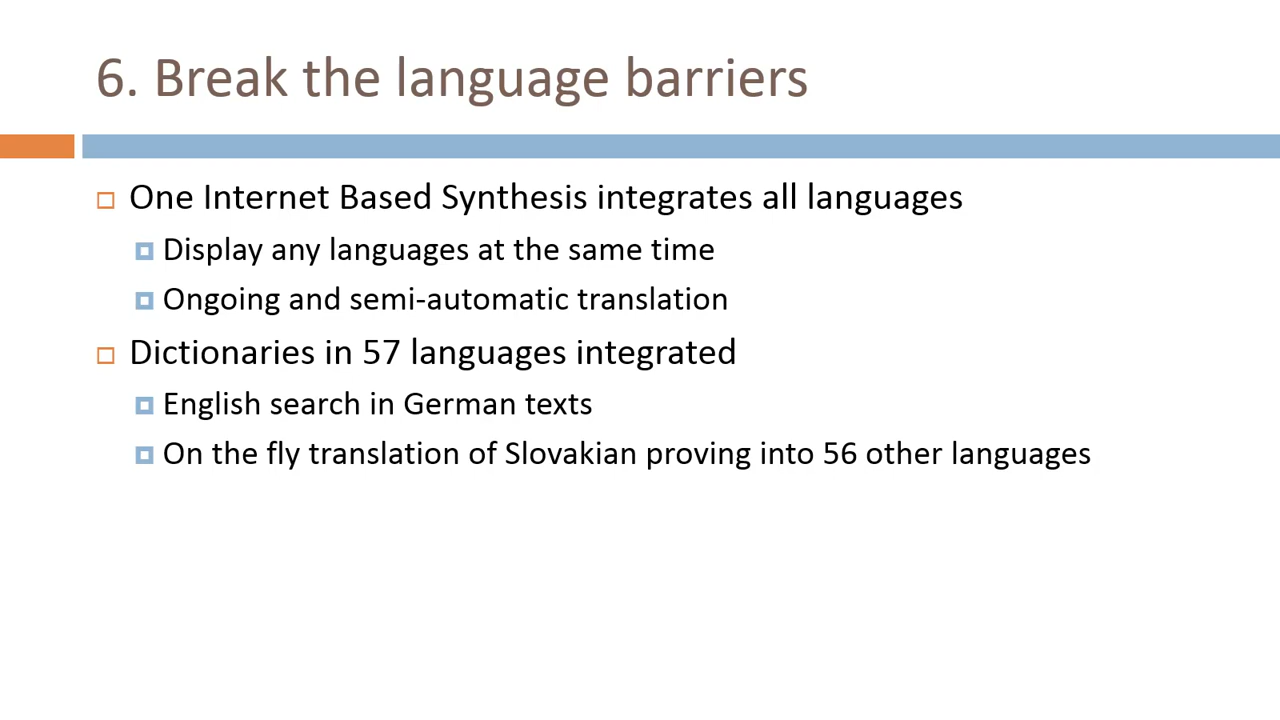 6. Break the language barriers
One Internet Based Synthesis integrates all languages
Display any languages at the same time
Ongoing and semi-automatic translation
Dictionaries in 57 languages integrated
English search in German texts
On the fly translation of Slovakian proving into 56 other languages